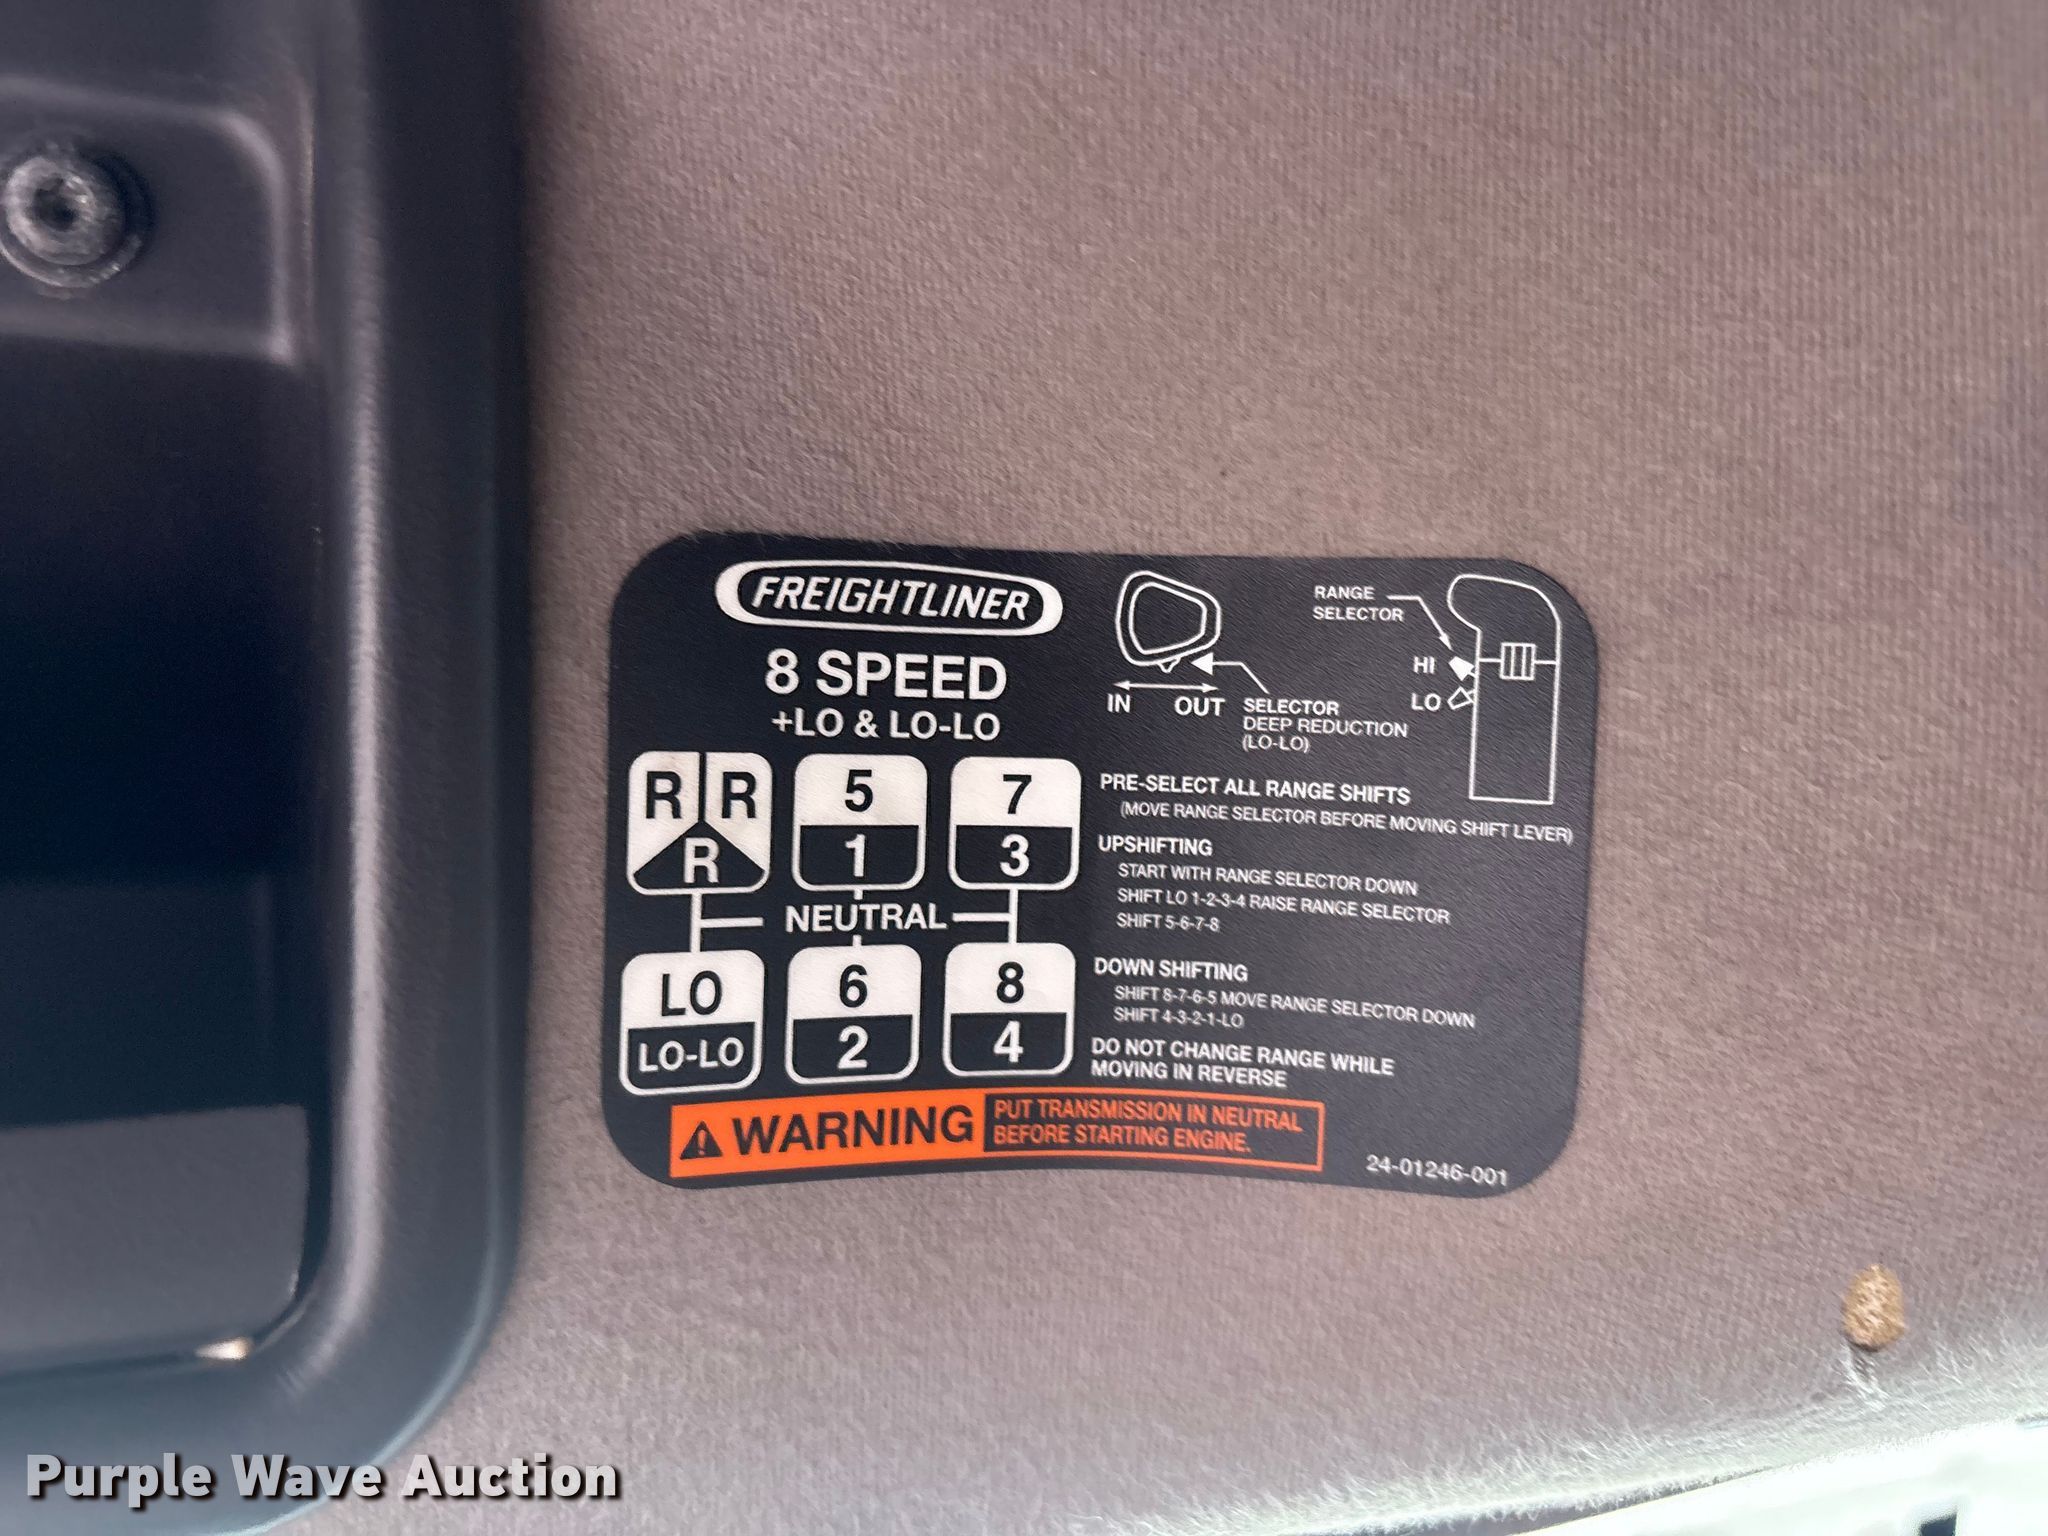 FREIGHTLINER
8 SPEED
+LO & LO-LO
R R
R
5
1
7
3
NEUTRAL
LO
LO-LO
6
2
8
4
IN OUT
SELECTOR
DEEP REDUCTION
(LO-LO)
RANGE
SELECTOR
HI
LO
PRE-SELECT ALL RANGE SHIFTS
(MOVE RANGE SELECTOR BEFORE MOVING SHIFT LEVER)
UPSHIFTING
START WITH RANGE SELECTOR DOWN
SHIFT LO 1-2-3-4 RAISE RANGE SELECTOR
SHIFT 5-6-7-8
DOWN SHIFTING
SHIFT 8-7-6-5 MOVE RANGE SELECTOR DOWN
SHIFT 4-3-2-1-LO
DO NOT CHANGE RANGE WHILE
MOVING IN REVERSE
WARNING
PUT TRANSMISSION IN NEUTRAL
BEFORE STARTING ENGINE.
24-01246-001
Purple Wave Auction